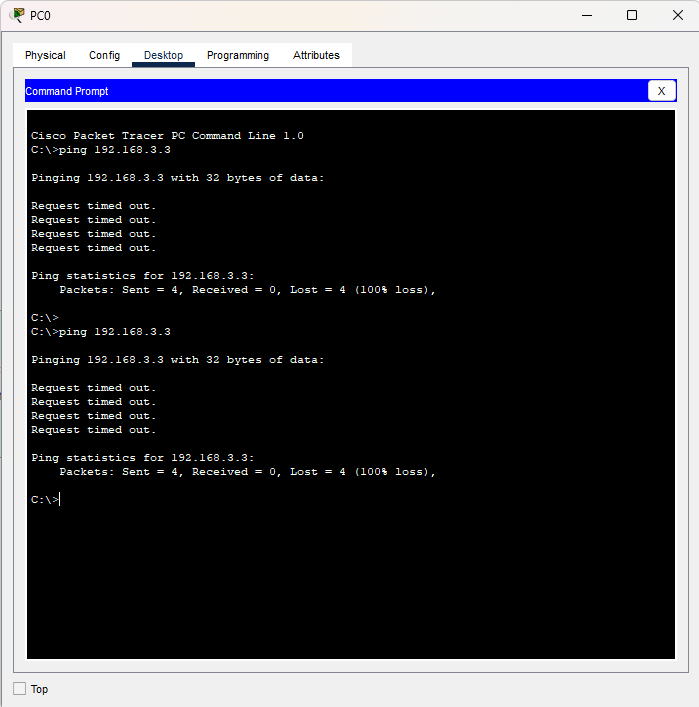 PC0
Physical Config Desktop Programming Attributes
Command Prompt X
Cisco Packet Tracer PC Command Line 1.0
C:\>ping 192.168.3.3
Pinging 192.168.3.3 with 32 bytes of data:
Request timed out.
Request timed out.
Request timed out.
Request timed out.
Ping statistics for 192.168.3.3:
Packets: Sent = 4, Received = 0, Lost = 4 (100% loss),
C:\>
C:\>ping 192.168.3.3
Pinging 192.168.3.3 with 32 bytes of data:
Request timed out.
Request timed out.
Request timed out.
Request timed out.
Ping statistics for 192.168.3.3:
Packets: Sent = 4, Received = 0, Lost = 4 (100% loss),
C:\>
Top